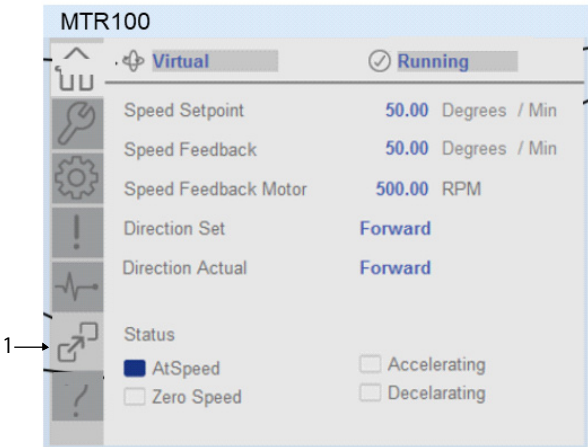 MTR100
Virtual Running
Speed Setpoint 50.00 Degrees / Min
Speed Feedback 50.00 Degrees / Min
Speed Feedback Motor 500.00 RPM
Direction Set Forward
Direction Actual Forward
1
Status
AtSpeed Accelerating
Zero Speed Decelarating